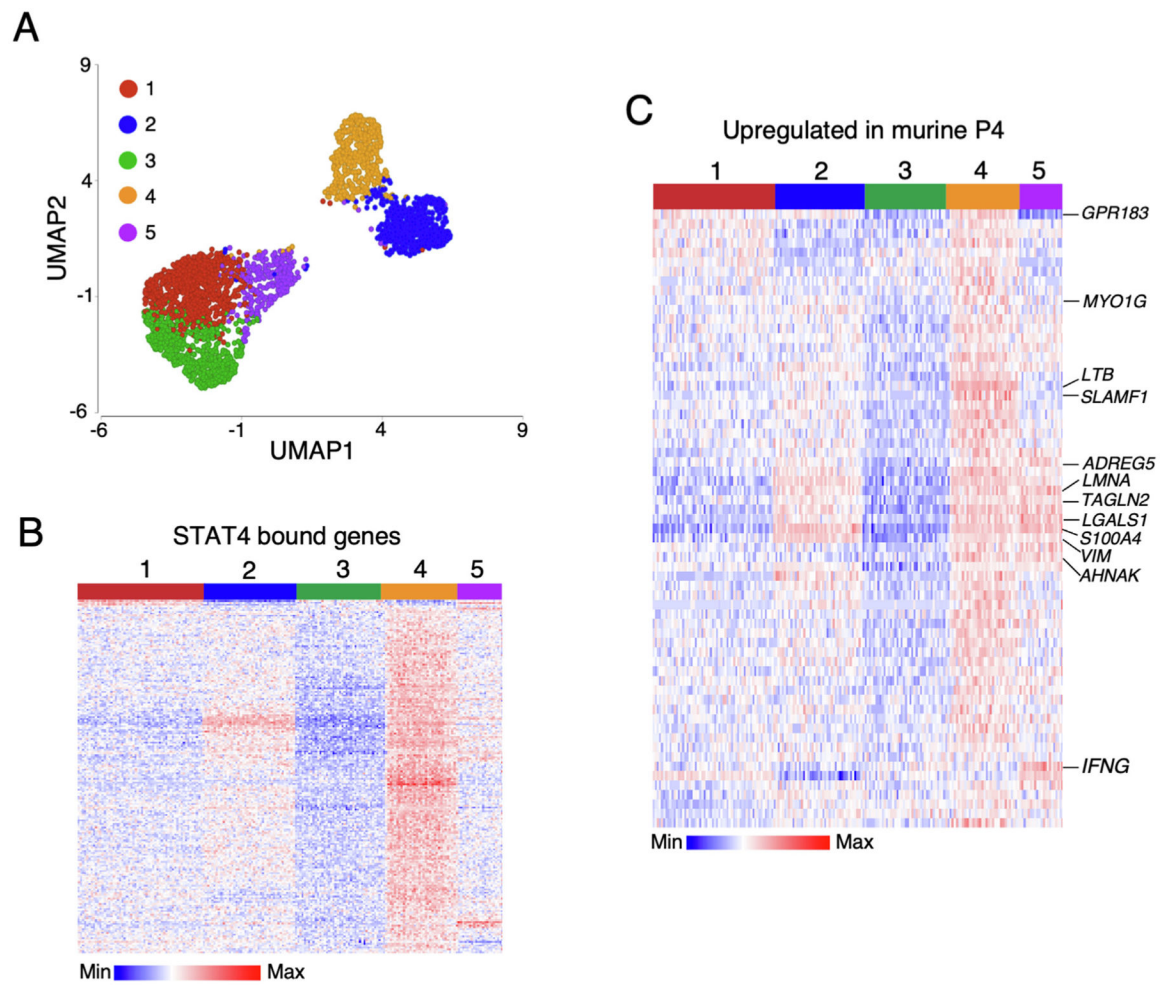 A
9
4
-1
-6
UMAP2
1
2
3
4
5
-6 -1 4 9
UMAP1
B
STAT4 bound genes
1 2 3 4 5
Min Max
C
Upregulated in murine P4
1 2 3 4 5
GPR183
MYO1G
LTB
SLAMF1
ADREG5
LMNA
TAGLN2
LGALS1
S100A4
VIM
AHNAK
IFNG
Min Max